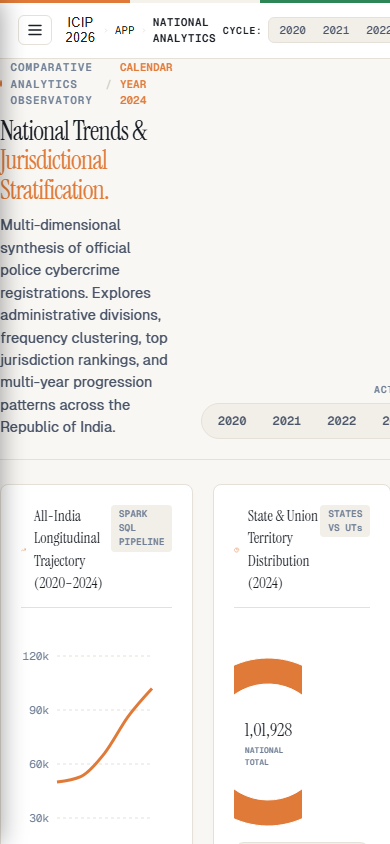 ICIP 2026 · APP · NATIONAL ANALYTICS CYCLE: 2020 2021 2022
COMPARATIVE ANALYTICS OBSERVATORY / CALENDAR YEAR 2024
National Trends &
Jurisdictional
Stratification.
Multi-dimensional
synthesis of official
police cybercrime
registrations. Explores
administrative divisions,
frequency clustering, top
jurisdiction rankings, and
multi-year progression
patterns across the
Republic of India.
2020 2021 2022
All-India
Longitudinal
Trajectory
(2020–2024)
SPARK
SQL
PIPELINE
120k
90k
60k
30k
State & Union
Territory
Distribution
(2024)
STATES
VS UTs
1,01,928
NATIONAL
TOTAL